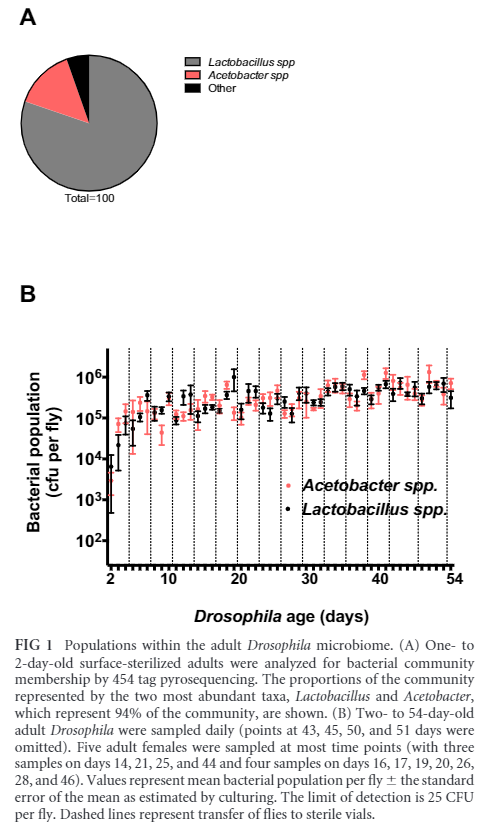 A
Lactobacillus spp
Acetobacter spp
Other
Total=100
B
Bacterial population
(cfu per fly)
10⁶
10⁵
10⁴
10³
10²
Acetobacter spp.
Lactobacillus spp.
2 10 20 30 40 54
Drosophila age (days)
FIG 1 Populations within the adult Drosophila microbiome. (A) One- to
2-day-old surface-sterilized adults were analyzed for bacterial community
membership by 454 tag pyrosequencing. The proportions of the community
represented by the two most abundant taxa, Lactobacillus and Acetobacter,
which represent 94% of the community, are shown. (B) Two- to 54-day-old
adult Drosophila were sampled daily (points at 43, 45, 50, and 51 days were
omitted). Five adult females were sampled at most time points (with three
samples on days 14, 21, 25, and 44 and four samples on days 16, 17, 19, 20, 26,
28, and 46). Values represent mean bacterial population per fly ± the standard
error of the mean as estimated by culturing. The limit of detection is 25 CFU
per fly. Dashed lines represent transfer of flies to sterile vials.